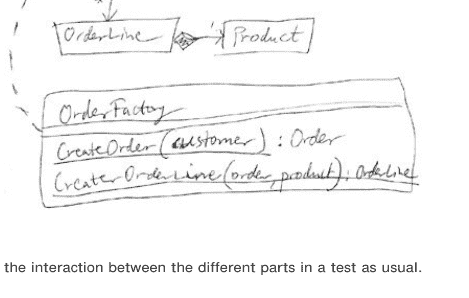 OrderLine Product
OrderFactory
CreateOrder(customer) : Order
CreateOrderLine(order, product) : OrderLine
the interaction between the different parts in a test as usual.